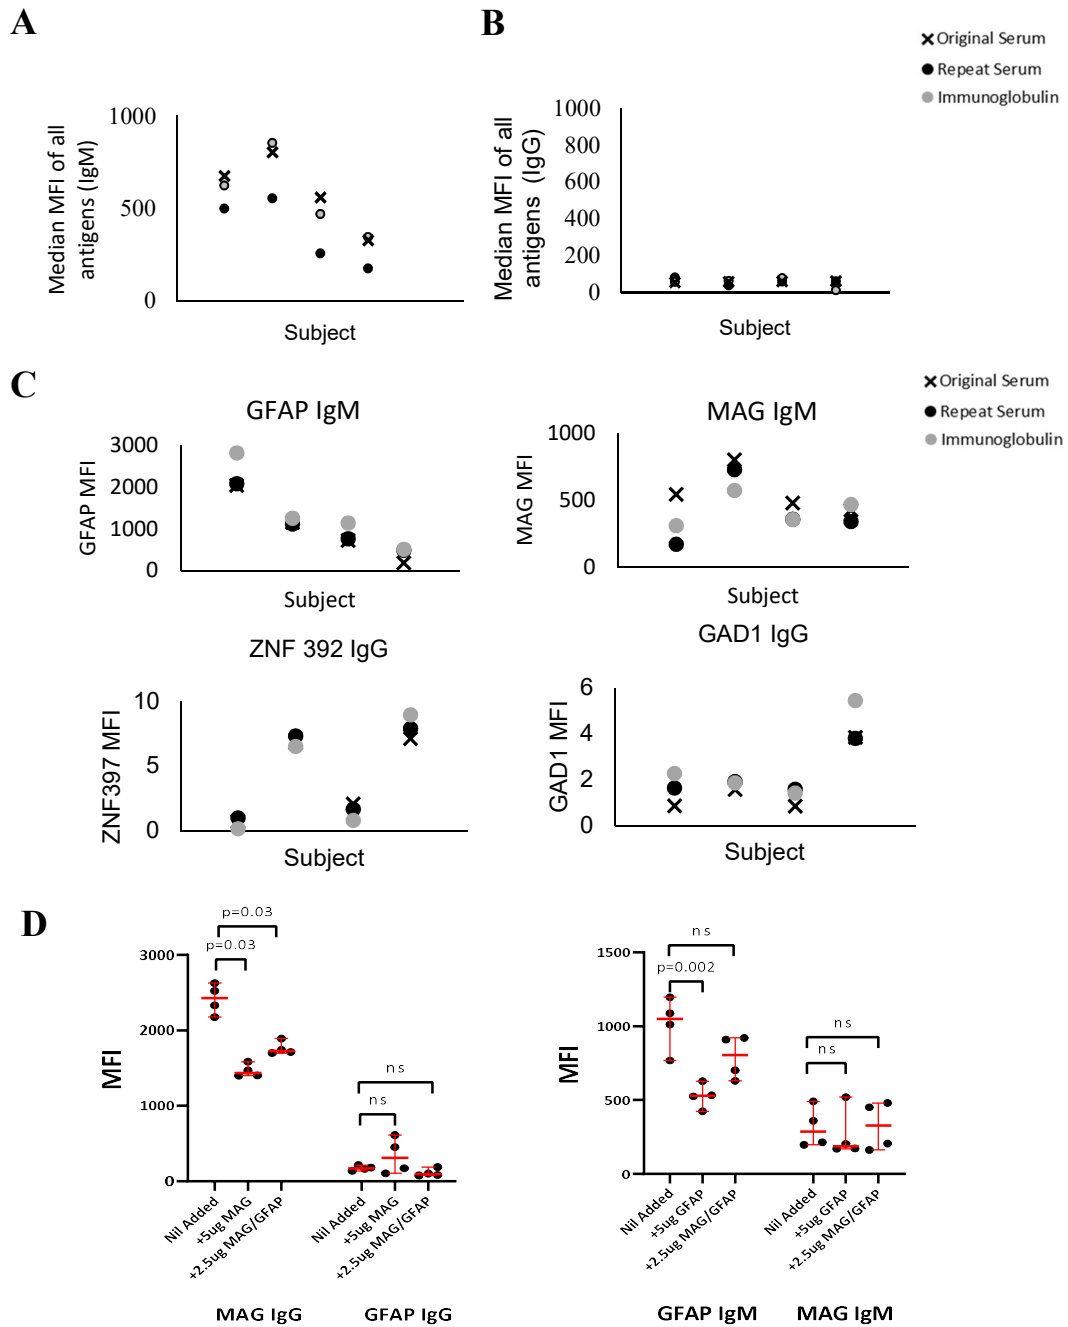 A
B
Original Serum
Repeat Serum
Immunoglobulin
Median MFI of all
antigens (IgM)
1000
500
0
Subject
Median MFI of all
antigens (IgG)
1000
800
600
400
200
0
Subject
C
Original Serum
Repeat Serum
Immunoglobulin
GFAP IgM
GFAP MFI
3000
2000
1000
0
Subject
MAG IgM
MAG MFI
1000
500
0
Subject
ZNF 392 IgG
ZNF397 MFI
10
5
0
Subject
GAD1 IgG
GAD1 MFI
6
4
2
0
Subject
D
p=0.03
p=0.03
ns
ns
MFI
3000
2000
1000
0
Nil Added
+5ug MAG
+2.5ug MAG/GFAP
Nil Added
+5ug MAG
+2.5ug MAG/GFAP
MAG IgG
GFAP IgG
ns
p=0.002
ns
ns
MFI
1500
1000
500
0
Nil Added
+5ug GFAP
+2.5ug MAG/GFAP
Nil Added
+5ug GFAP
+2.5ug MAG/GFAP
GFAP IgM
MAG IgM